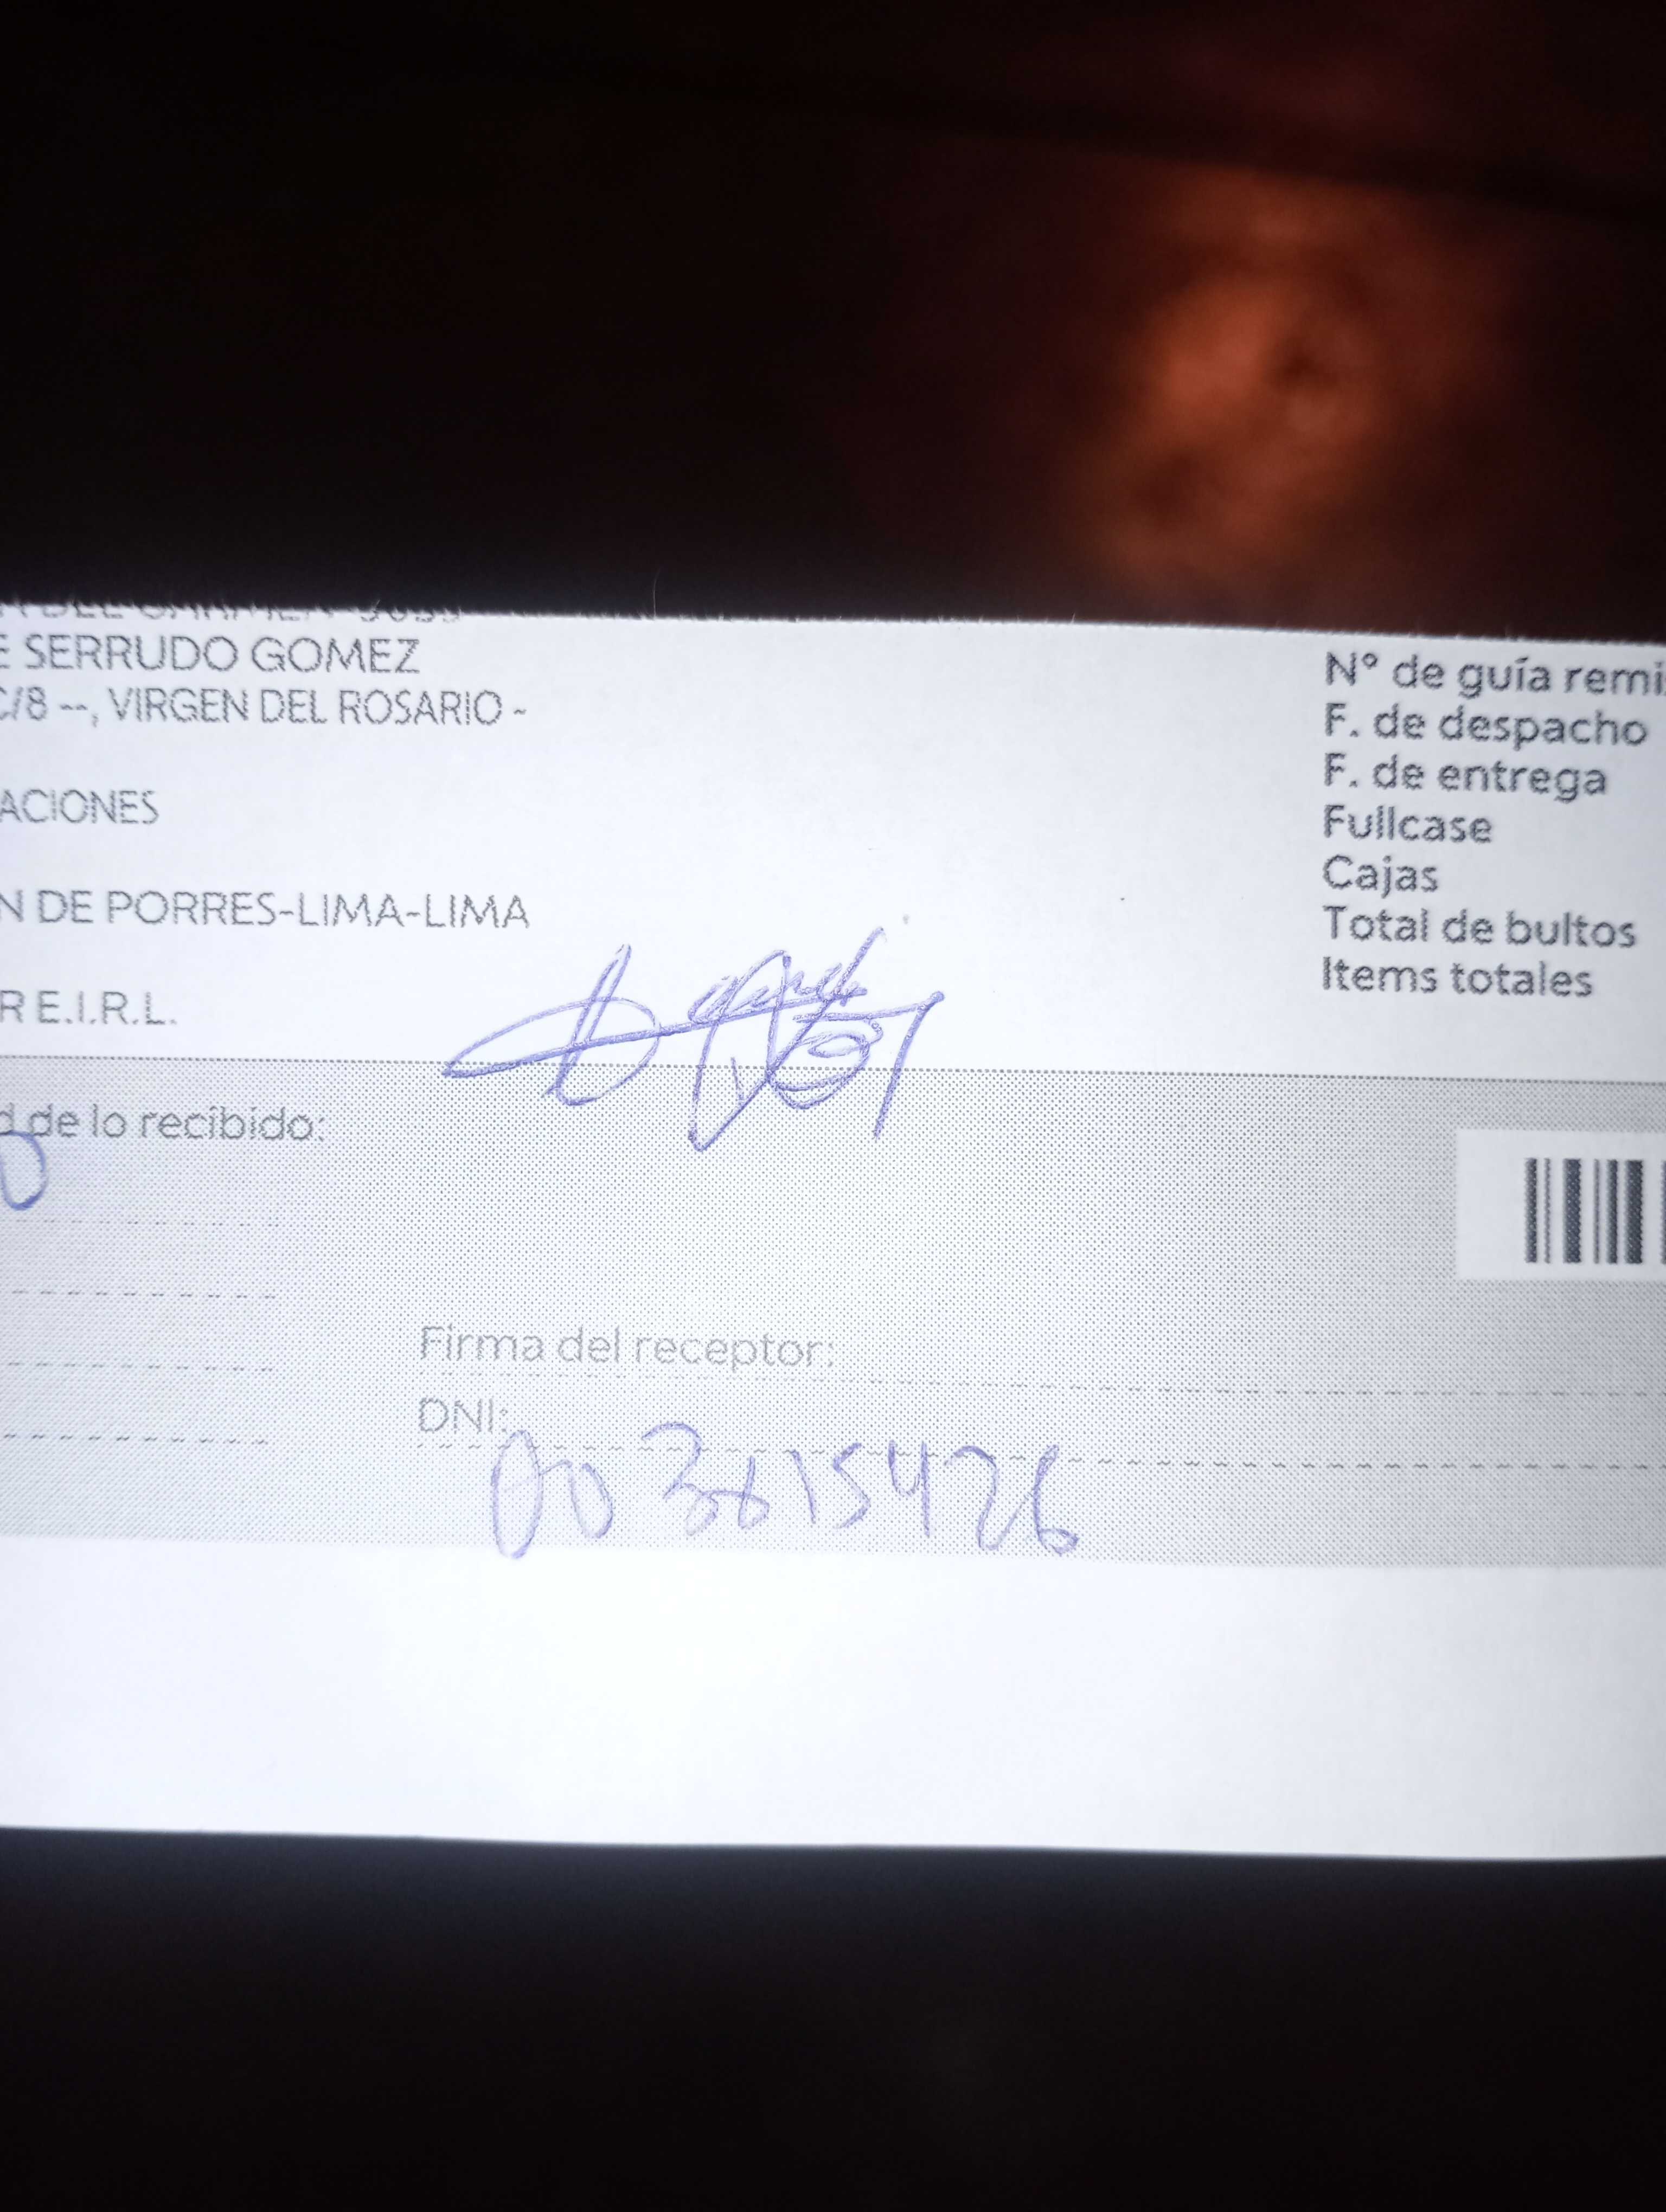 E SERRUDO GOMEZ
C/8 --, VIRGEN DEL ROSARIO -
ACIONES
N DE PORRES-LIMA-LIMA
R E.I.R.L.
Nº de guía remi
F. de despacho
F. de entrega
Fullcase
Cajas
Total de bultos
Items totales
d de lo recibido:
Firma del receptor:
DNI: